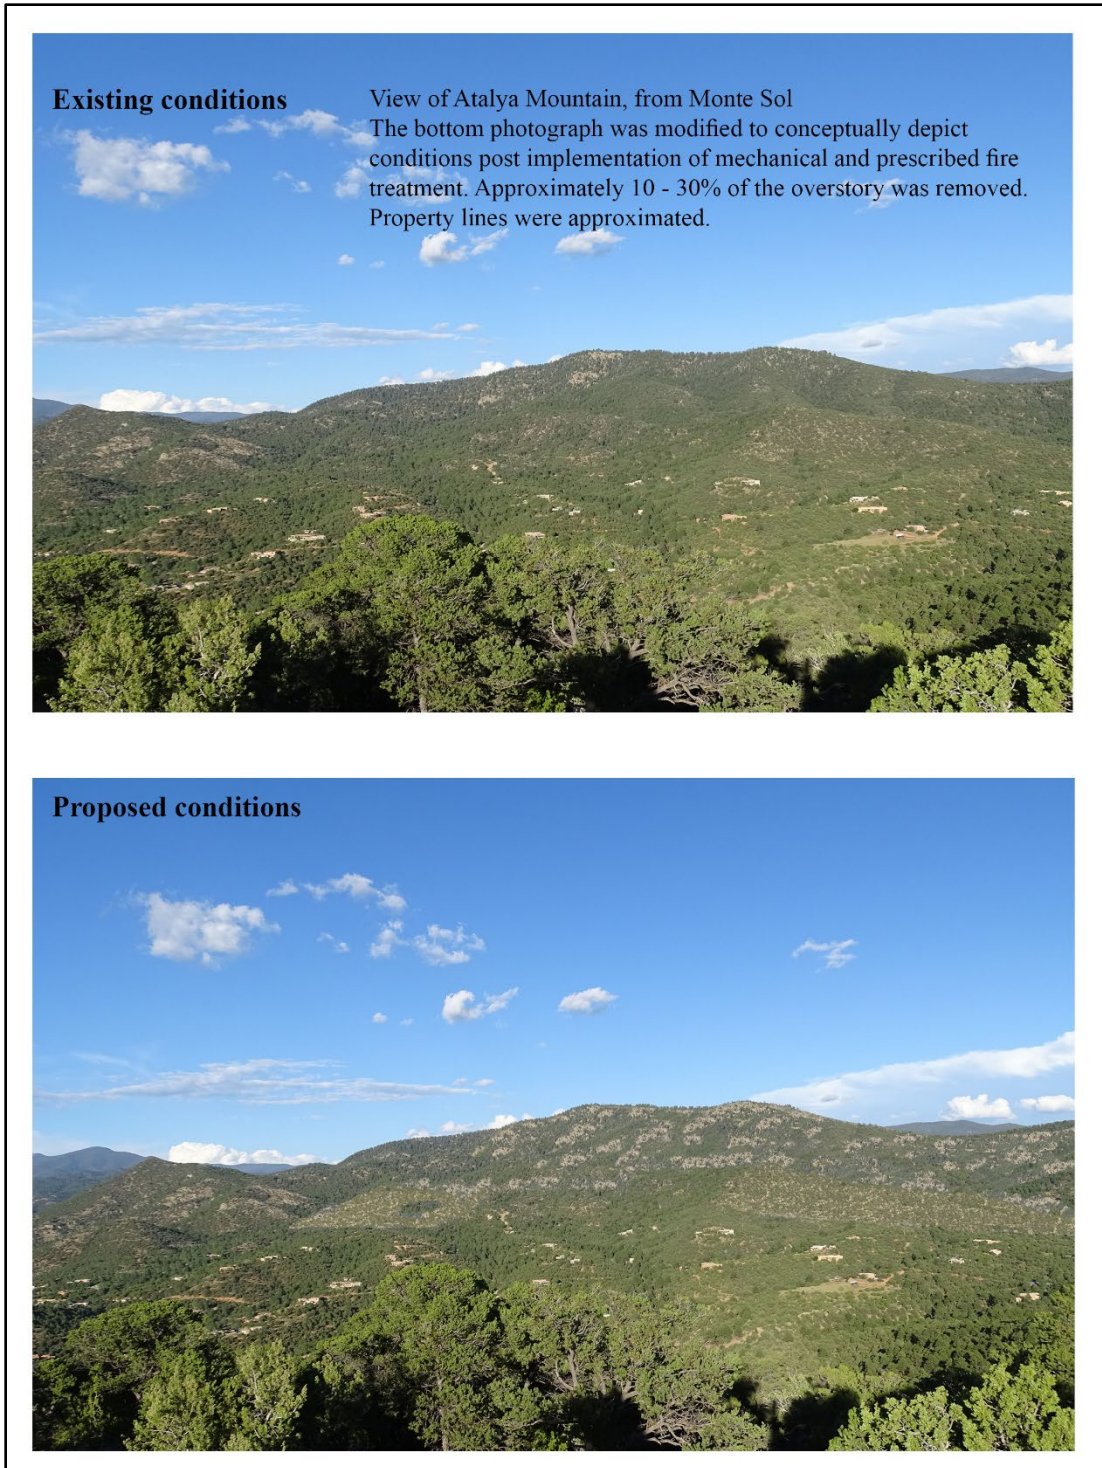 Existing conditions
View of Atalya Mountain, from Monte Sol
The bottom photograph was modified to conceptually depict
conditions post implementation of mechanical and prescribed fire
treatment. Approximately 10 - 30% of the overstory was removed.
Property lines were approximated.
Proposed conditions